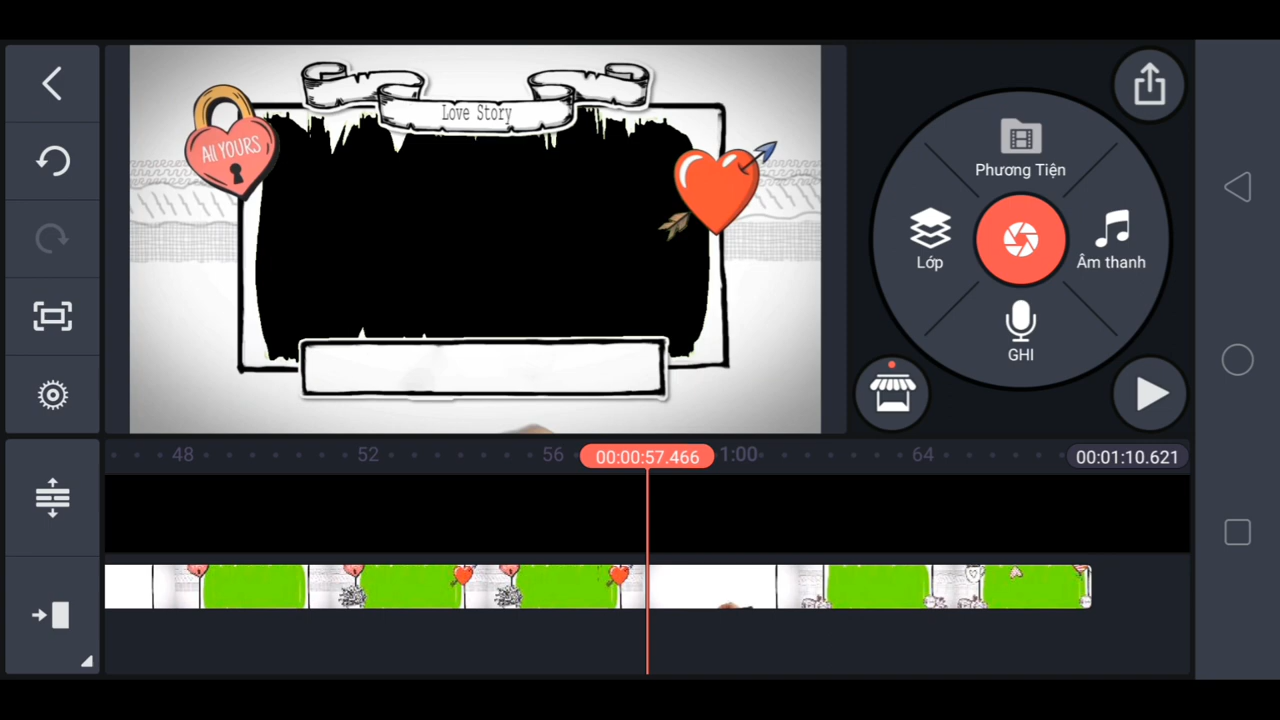 Love Story
All YOURS
Phương Tiện
Lớp
Âm thanh
GHI
48
52
56
00:00:57.466
1:00
64
00:01:10.621